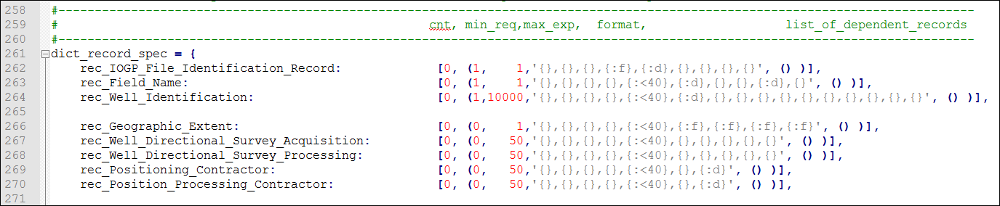 258 #------------------------------------------------------------------------------------------------------------------------------
259 # cnt, min_req,max_exp, format, list_of_dependent_records
260 #------------------------------------------------------------------------------------------------------------------------------
261 dict_record_spec = {
262 rec_IOGP_File_Identification_Record: [0, (1, 1,'{},{},{},{:f},{:d},{},{},{},{}', () )],
263 rec_Field_Name: [0, (1, 1,'{},{},{},{},{:<40},{:d},{},{},{:d},{}', () )],
264 rec_Well_Identification: [0, (1,10000,'{},{},{},{},{:<40},{:d},{},{},{},{},{},{},{},{},{},{}', () )],
265
266 rec_Geographic_Extent: [0, (0, 1,'{},{},{},{},{:<40},{:f},{:f},{:f},{:f}', () )],
267 rec_Well_Directional_Survey_Acquisition: [0, (0, 50,'{},{},{},{},{:<40},{},{},{},{},{}', () )],
268 rec_Well_Directional_Survey_Processing: [0, (0, 50,'{},{},{},{},{:<40},{},{},{},{},{}', () )],
269 rec_Positioning_Contractor: [0, (0, 50,'{},{},{},{},{:<40},{},{:d}', () )],
270 rec_Position_Processing_Contractor: [0, (0, 50,'{},{},{},{},{:<40},{},{:d}', () )],
271